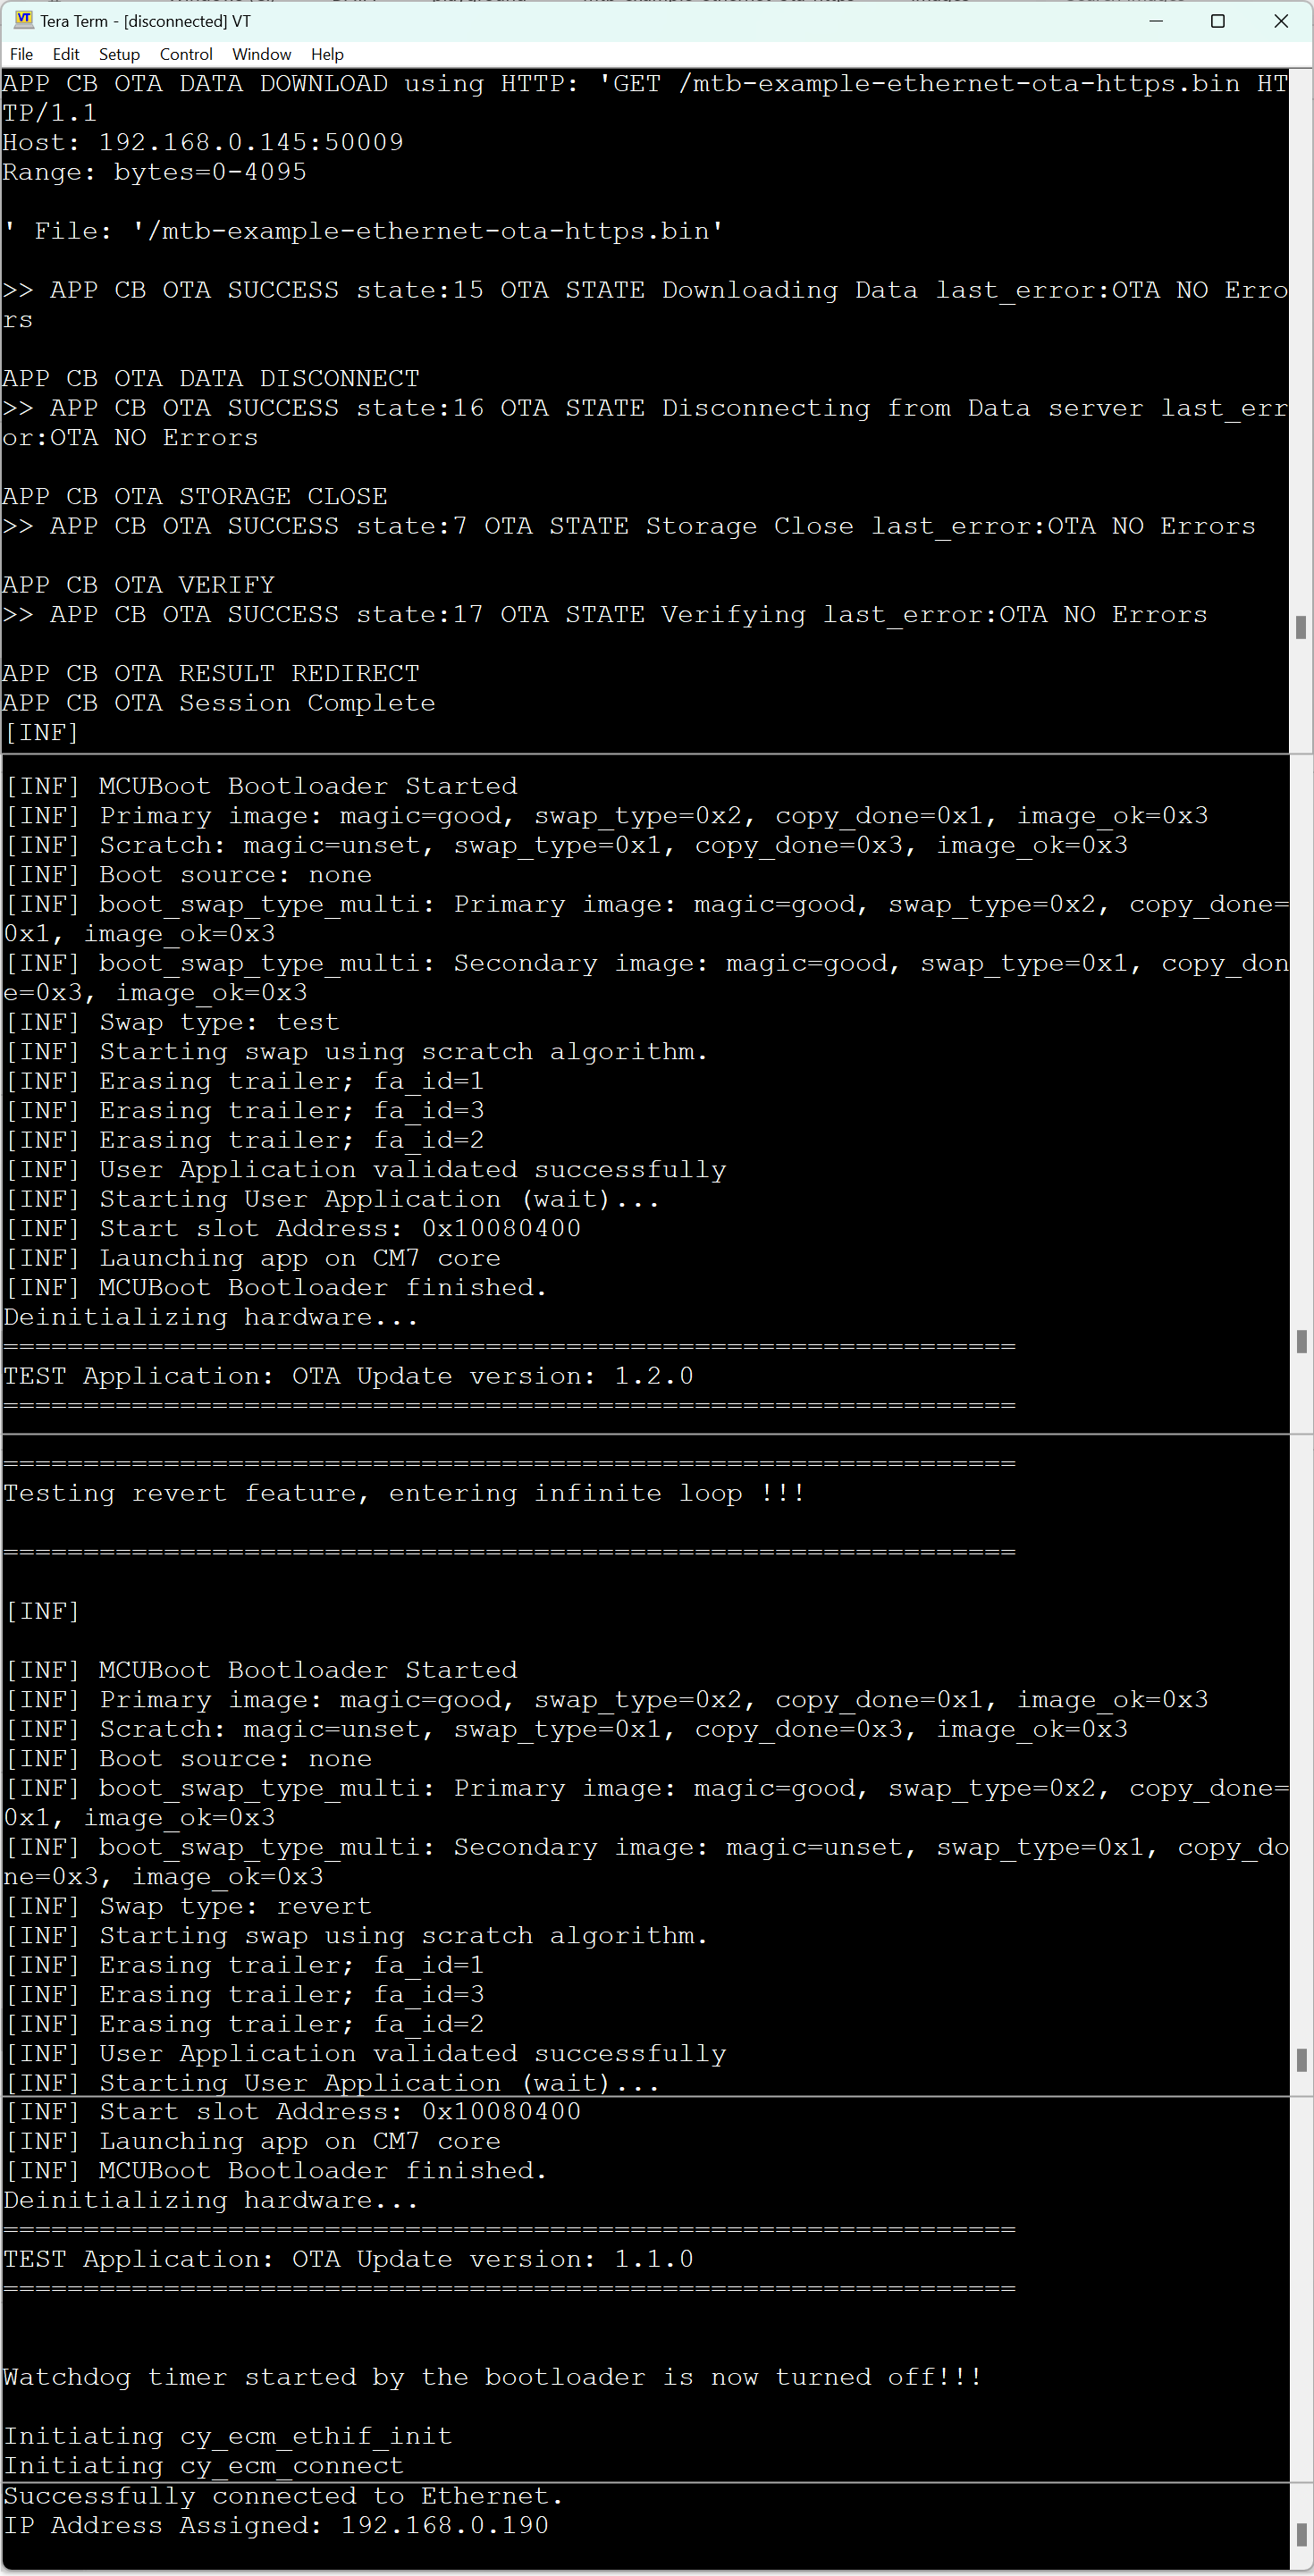 Tera Term - [disconnected] VT
File Edit Setup Control Window Help
APP CB OTA DATA DOWNLOAD using HTTP: 'GET /mtb-example-ethernet-ota-https.bin HT
TP/1.1
Host: 192.168.0.145:50009
Range: bytes=0-4095
' File: '/mtb-example-ethernet-ota-https.bin'
>> APP CB OTA SUCCESS state:15 OTA STATE Downloading Data last_error:OTA NO Erro
rs
APP CB OTA DATA DISCONNECT
>> APP CB OTA SUCCESS state:16 OTA STATE Disconnecting from Data server last_err
or:OTA NO Errors
APP CB OTA STORAGE CLOSE
>> APP CB OTA SUCCESS state:7 OTA STATE Storage Close last_error:OTA NO Errors
APP CB OTA VERIFY
>> APP CB OTA SUCCESS state:17 OTA STATE Verifying last_error:OTA NO Errors
APP CB OTA RESULT REDIRECT
APP CB OTA Session Complete
[INF]
[INF] MCUBoot Bootloader Started
[INF] Primary image: magic=good, swap_type=0x2, copy_done=0x1, image_ok=0x3
[INF] Scratch: magic=unset, swap_type=0x1, copy_done=0x3, image_ok=0x3
[INF] Boot source: none
[INF] boot_swap_type_multi: Primary image: magic=good, swap_type=0x2, copy_done=
0x1, image_ok=0x3
[INF] boot_swap_type_multi: Secondary image: magic=good, swap_type=0x1, copy_don
e=0x3, image_ok=0x3
[INF] Swap type: test
[INF] Starting swap using scratch algorithm.
[INF] Erasing trailer; fa_id=1
[INF] Erasing trailer; fa_id=3
[INF] Erasing trailer; fa_id=2
[INF] User Application validated successfully
[INF] Starting User Application (wait)...
[INF] Start slot Address: 0x10080400
[INF] Launching app on CM7 core
[INF] MCUBoot Bootloader finished.
Deinitializing hardware...
===============================================================
TEST Application: OTA Update version: 1.2.0
===============================================================
===============================================================
Testing revert feature, entering infinite loop !!!
===============================================================
[INF]
[INF] MCUBoot Bootloader Started
[INF] Primary image: magic=good, swap_type=0x2, copy_done=0x1, image_ok=0x3
[INF] Scratch: magic=unset, swap_type=0x1, copy_done=0x3, image_ok=0x3
[INF] Boot source: none
[INF] boot_swap_type_multi: Primary image: magic=good, swap_type=0x2, copy_done=
0x1, image_ok=0x3
[INF] boot_swap_type_multi: Secondary image: magic=unset, swap_type=0x1, copy_do
ne=0x3, image_ok=0x3
[INF] Swap type: revert
[INF] Starting swap using scratch algorithm.
[INF] Erasing trailer; fa_id=1
[INF] Erasing trailer; fa_id=3
[INF] Erasing trailer; fa_id=2
[INF] User Application validated successfully
[INF] Starting User Application (wait)...
[INF] Start slot Address: 0x10080400
[INF] Launching app on CM7 core
[INF] MCUBoot Bootloader finished.
Deinitializing hardware...
===============================================================
TEST Application: OTA Update version: 1.1.0
===============================================================
Watchdog timer started by the bootloader is now turned off!!!
Initiating cy_ecm_ethif_init
Initiating cy_ecm_connect
Successfully connected to Ethernet.
IP Address Assigned: 192.168.0.190